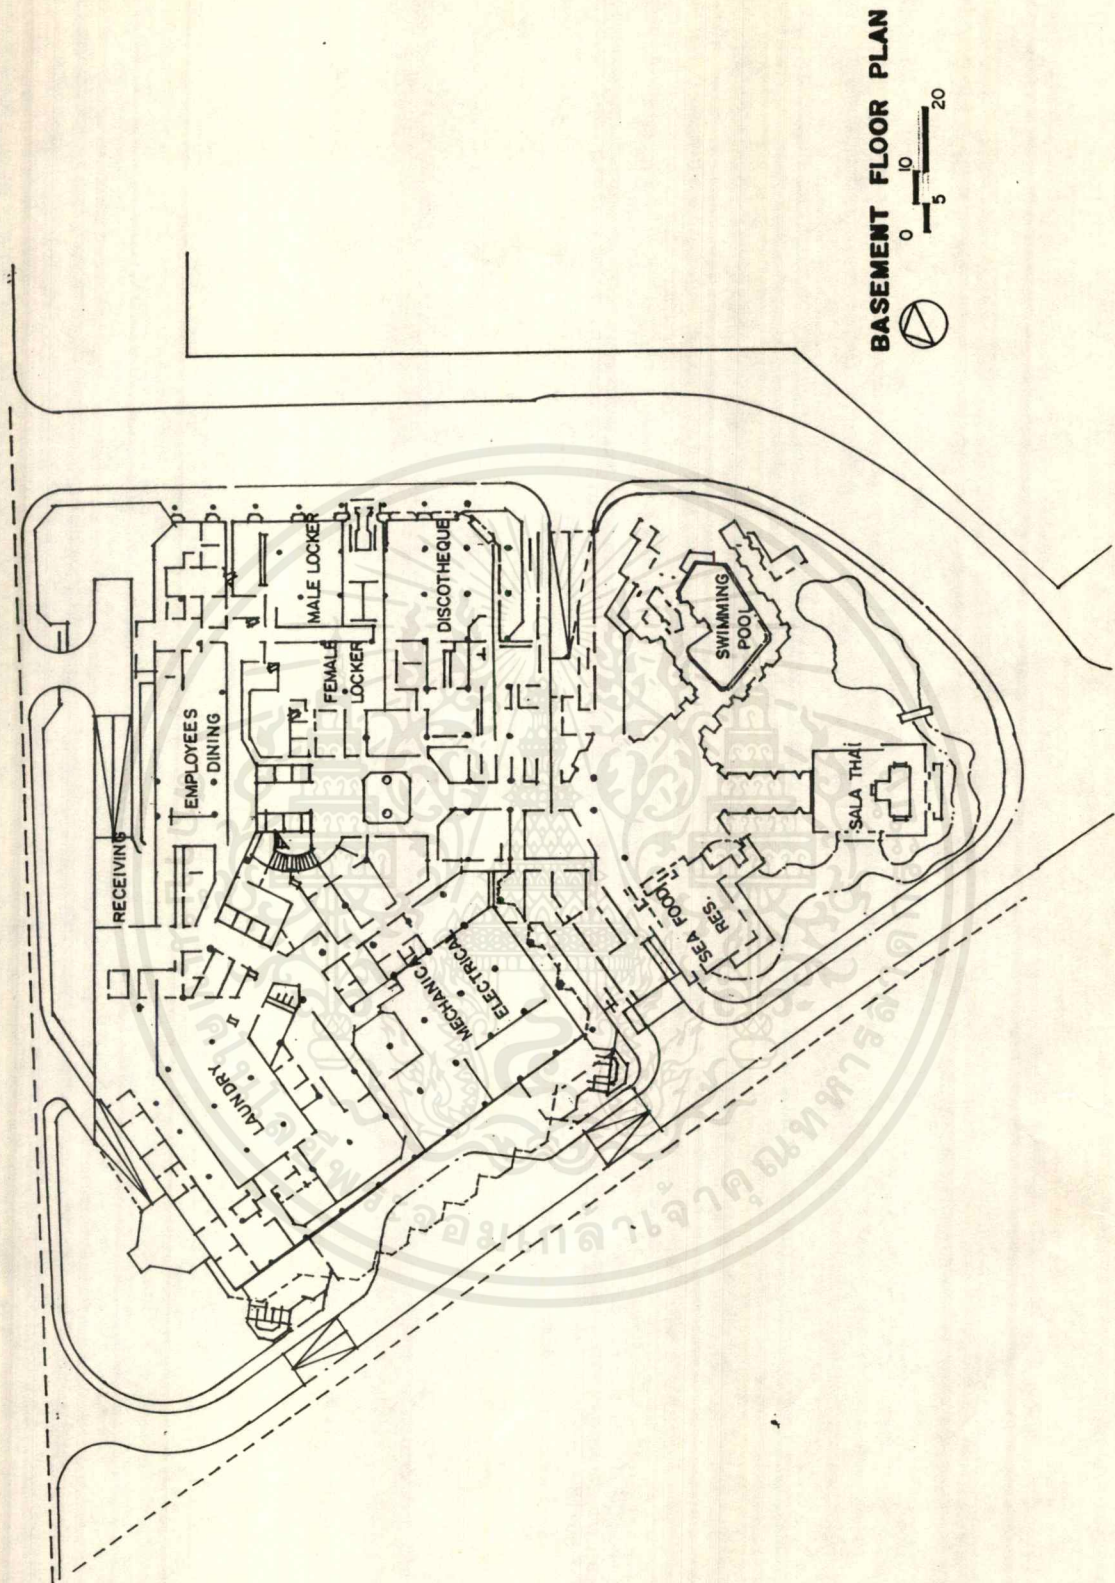 BASEMENT FLOOR PLAN
0 5 10 20
RECEIVING
EMPLOYEES
DINING
MALE LOCKER
FEMALE
LOCKER
DISCOTHEQUE
LAUNDRY
MECHANICAL
ELECTRICAL
SWIMMING
POOL
SEA FOOD
RES.
SALA THAI